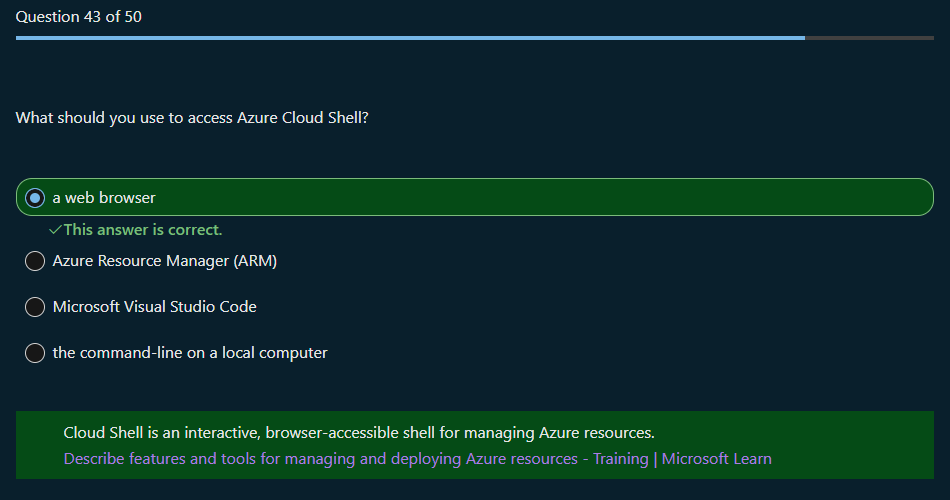 Question 43 of 50
What should you use to access Azure Cloud Shell?
a web browser
This answer is correct.
Azure Resource Manager (ARM)
Microsoft Visual Studio Code
the command-line on a local computer
Cloud Shell is an interactive, browser-accessible shell for managing Azure resources.
Describe features and tools for managing and deploying Azure resources - Training | Microsoft Learn